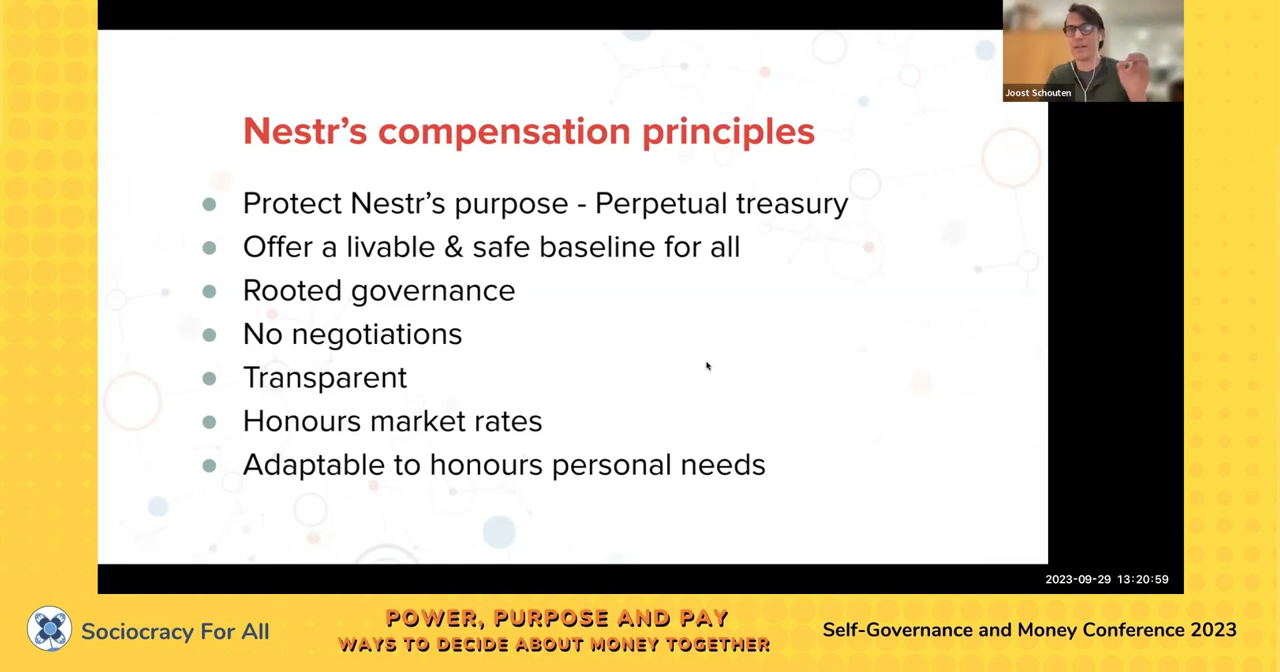 Joost Schouten
Nestr's compensation principles
Protect Nestr's purpose - Perpetual treasury
Offer a livable & safe baseline for all
Rooted governance
No negotiations
Transparent
Honours market rates
Adaptable to honours personal needs
2023-09-29 13:20:59
Sociocracy For All
POWER, PURPOSE AND PAY
WAYS TO DECIDE ABOUT MONEY TOGETHER
Self-Governance and Money Conference 2023